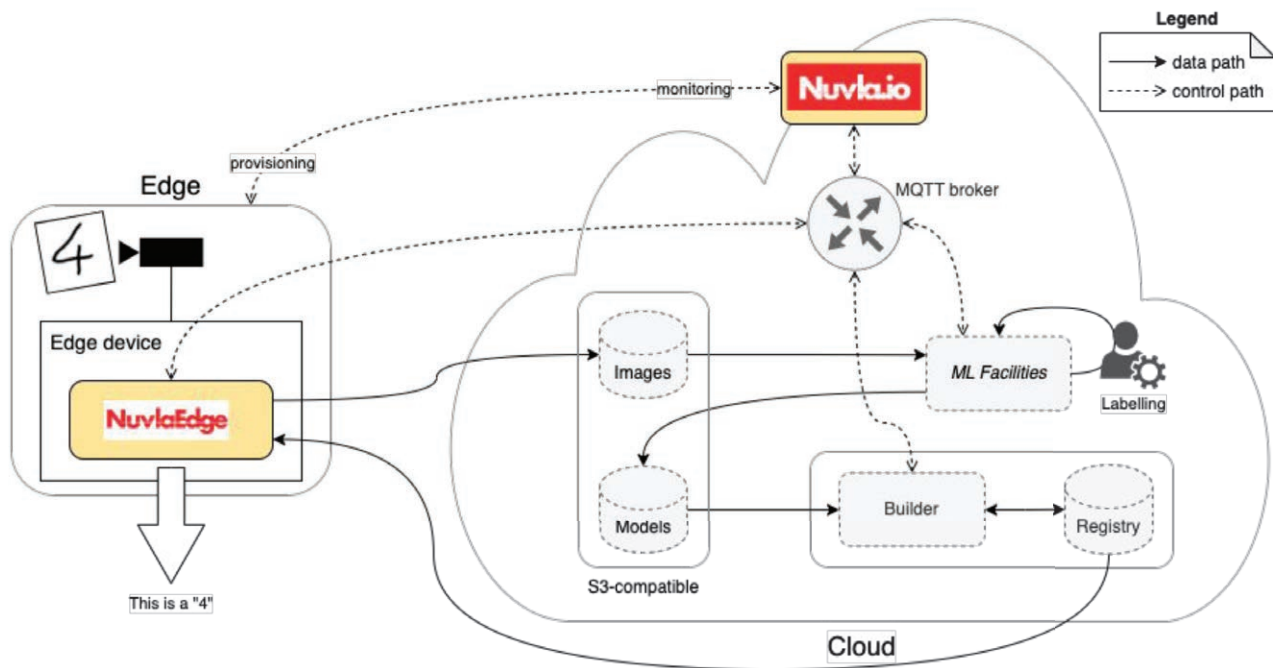 Legend
data path
control path
Nuvla.io
monitoring
provisioning
Edge
MQTT broker
4
Edge device
Images
ML Facilities
Labelling
NuvlaEdge
Models
Builder
Registry
S3-compatible
This is a "4"
Cloud